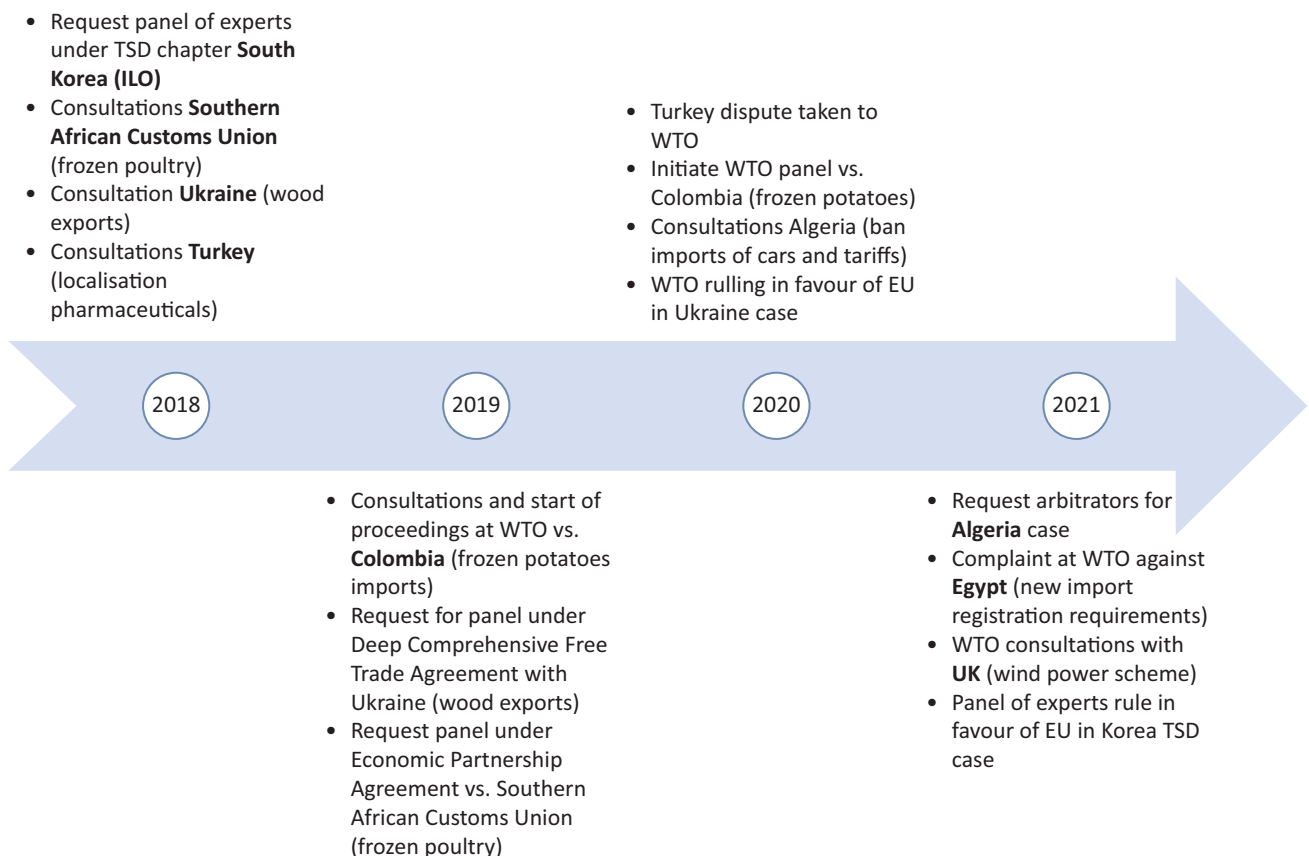 • Request panel of experts
under TSD chapter South
Korea (ILO)
• Consultations Southern
African Customs Union
(frozen poultry)
• Consultation Ukraine (wood
exports)
• Consultations Turkey
(localisation
pharmaceuticals)
• Turkey dispute taken to
WTO
• Initiate WTO panel vs.
Colombia (frozen potatoes)
• Consultations Algeria (ban
imports of cars and tariffs)
• WTO rulling in favour of EU
in Ukraine case
2018
2019
2020
2021
• Consultations and start of
proceedings at WTO vs.
Colombia (frozen potatoes
imports)
• Request for panel under
Deep Comprehensive Free
Trade Agreement with
Ukraine (wood exports)
• Request panel under
Economic Partnership
Agreement vs. Southern
African Customs Union
(frozen poultry)
• Request arbitrators for
Algeria case
• Complaint at WTO against
Egypt (new import
registration requirements)
• WTO consultations with
UK (wind power scheme)
• Panel of experts rule in
favour of EU in Korea TSD
case